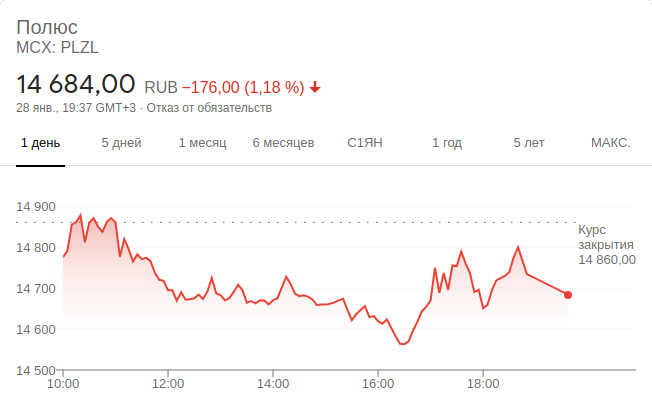 Полюс
MCX: PLZL
14 684,00 RUB −176,00 (1,18 %)
28 янв., 19:37 GMT+3 · Отказ от обязательств
1 день 5 дней 1 месяц 6 месяцев С1ЯН 1 год 5 лет МАКС.
14 900
Курс
закрытия
14 860,00
14 800
14 700
14 600
14 500
10:00 12:00 14:00 16:00 18:00